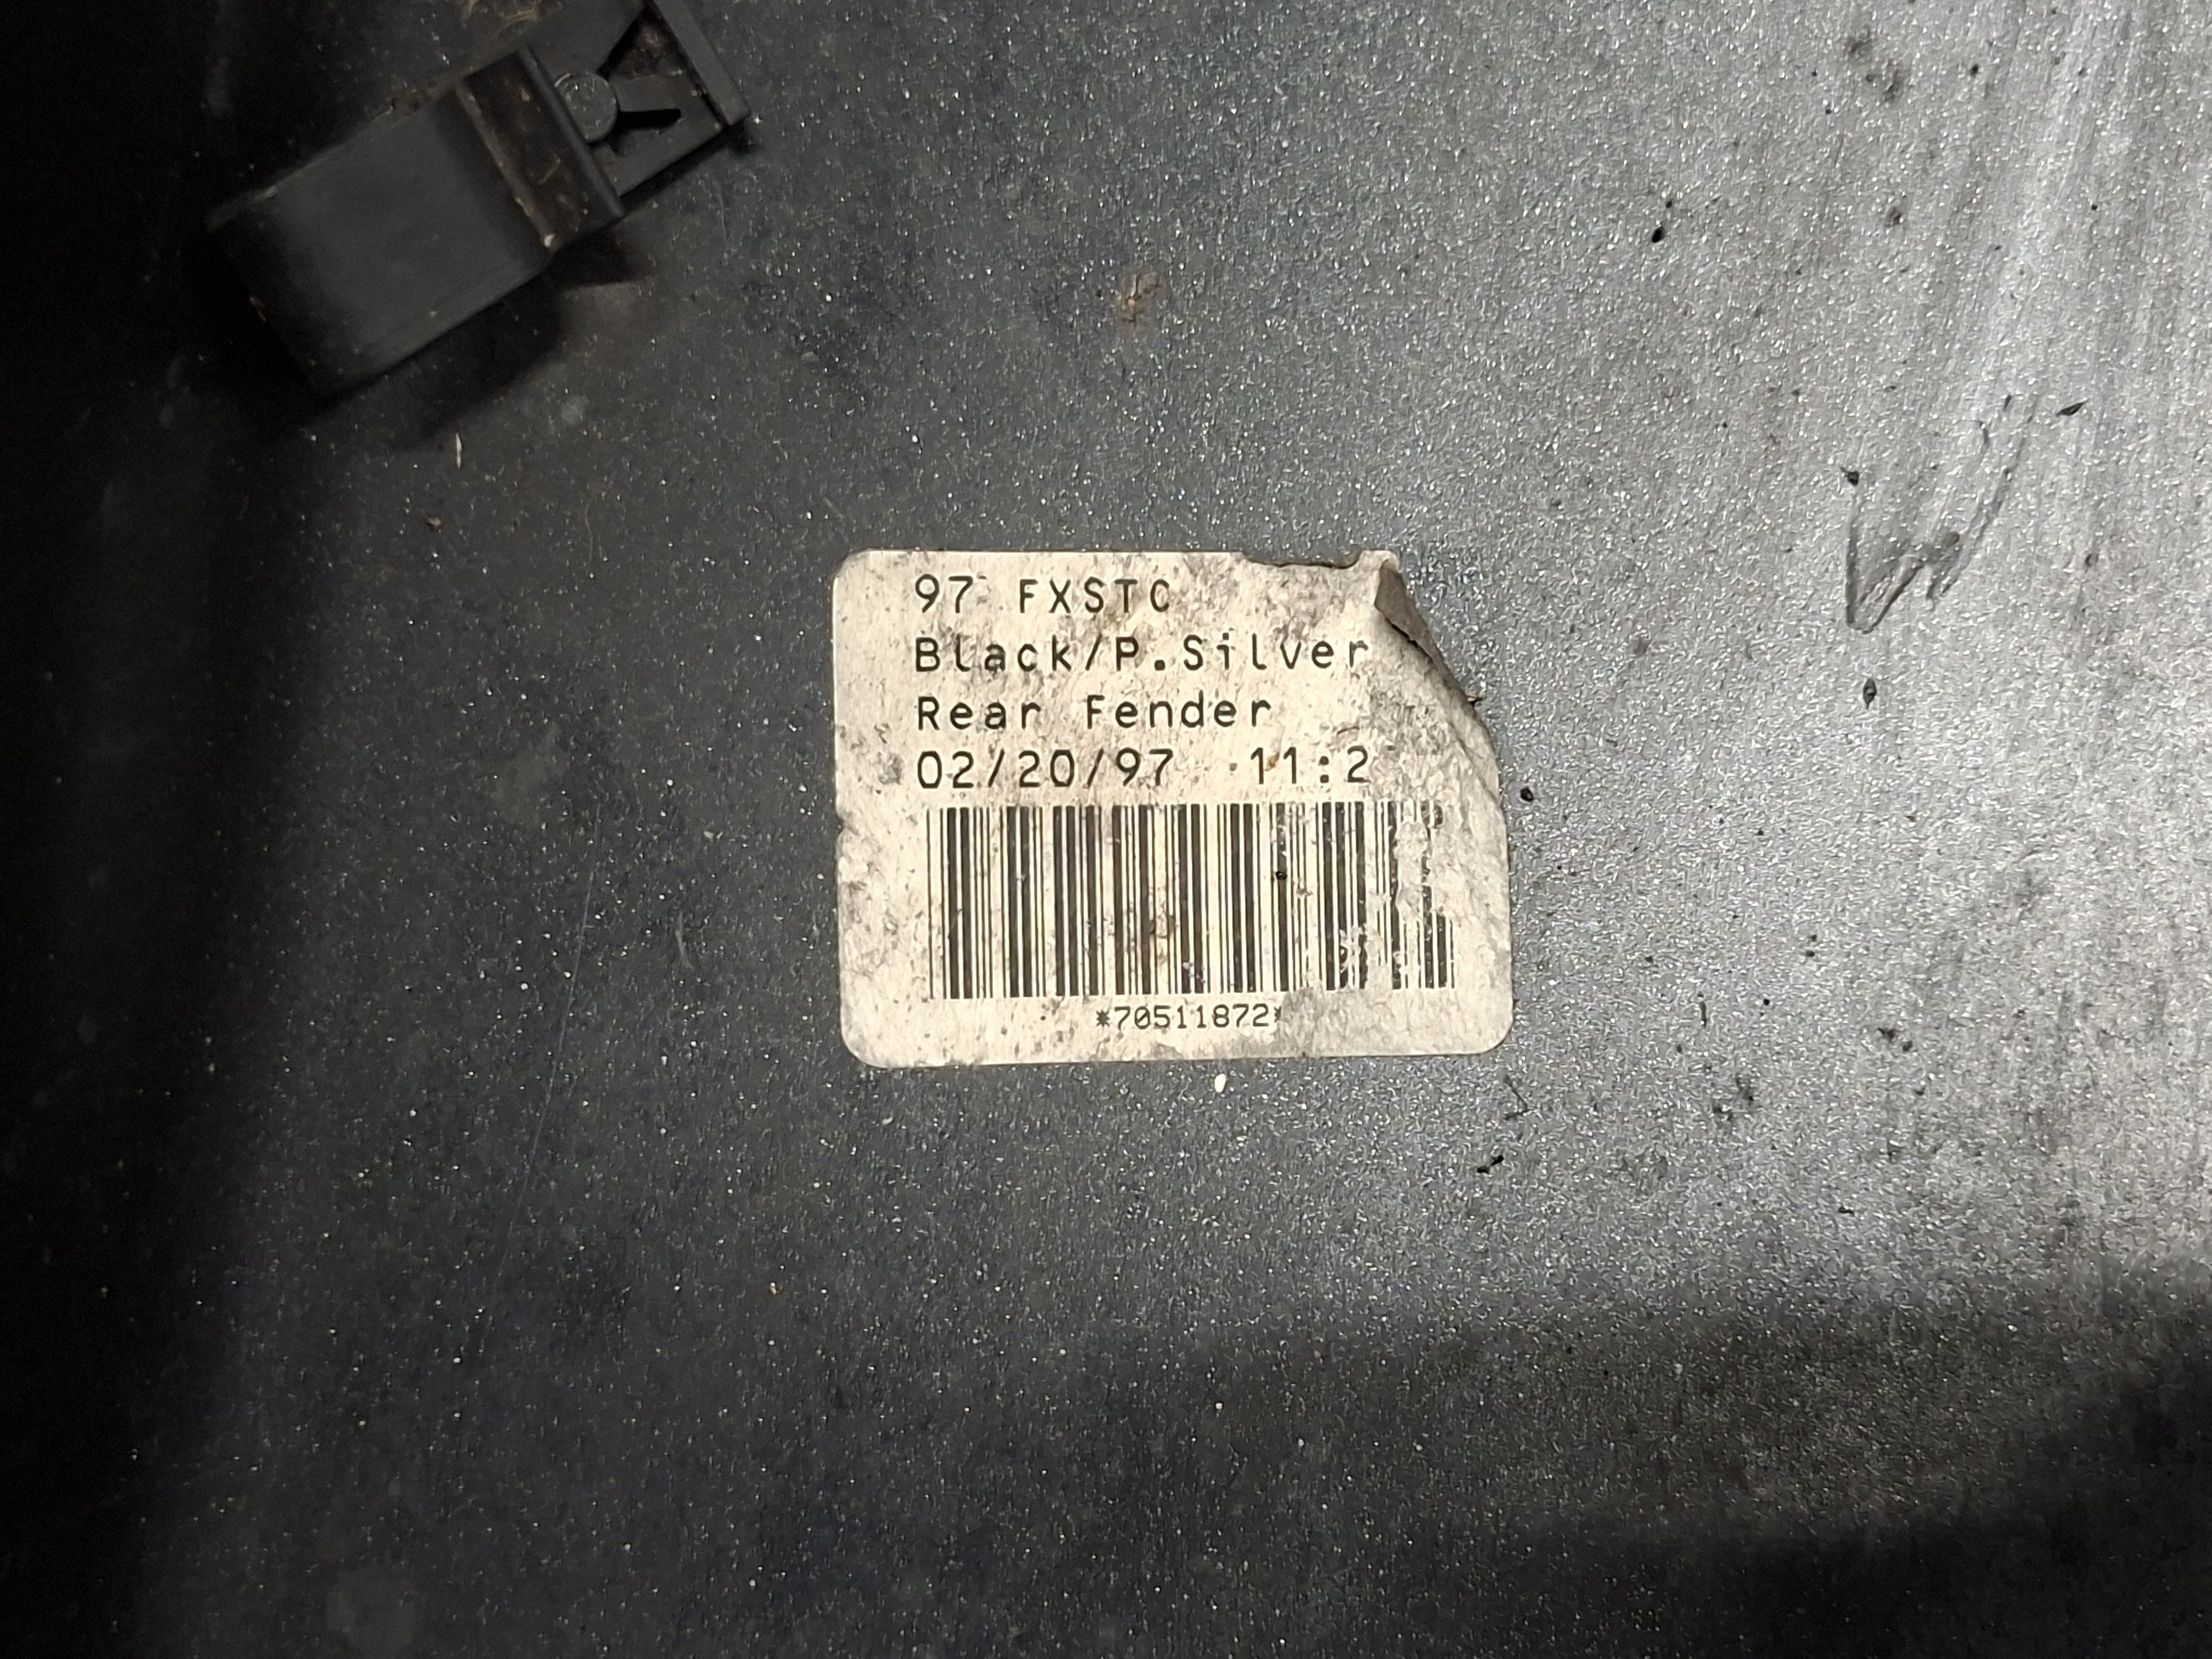 97 FXSTC
Black/P.Silver
Rear Fender
02/20/97 11:2
*70511872*